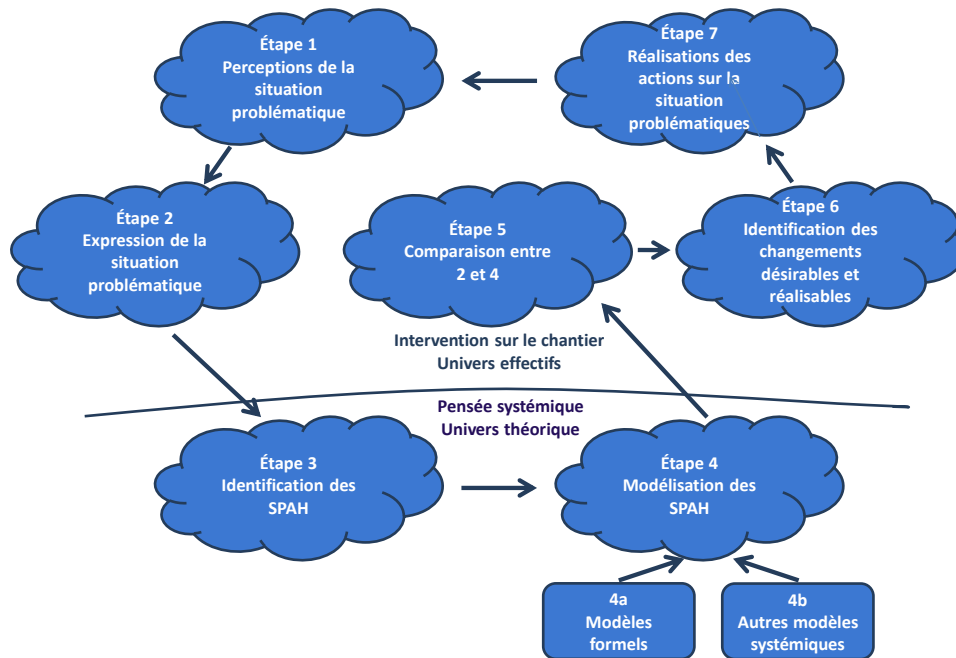 Étape 1
Perceptions de la
situation
problématique
Étape 7
Réalisations des
actions sur la
situation
problématiques
Étape 2
Expression de la
situation
problématique
Étape 5
Comparaison entre
2 et 4
Étape 6
Identification des
changements
désirables et
réalisables
Intervention sur le chantier
Univers effectifs
Pensée systémique
Univers théorique
Étape 3
Identification des
SPAH
Étape 4
Modélisation des
SPAH
4a
Modèles
formels
4b
Autres modèles
systémiques